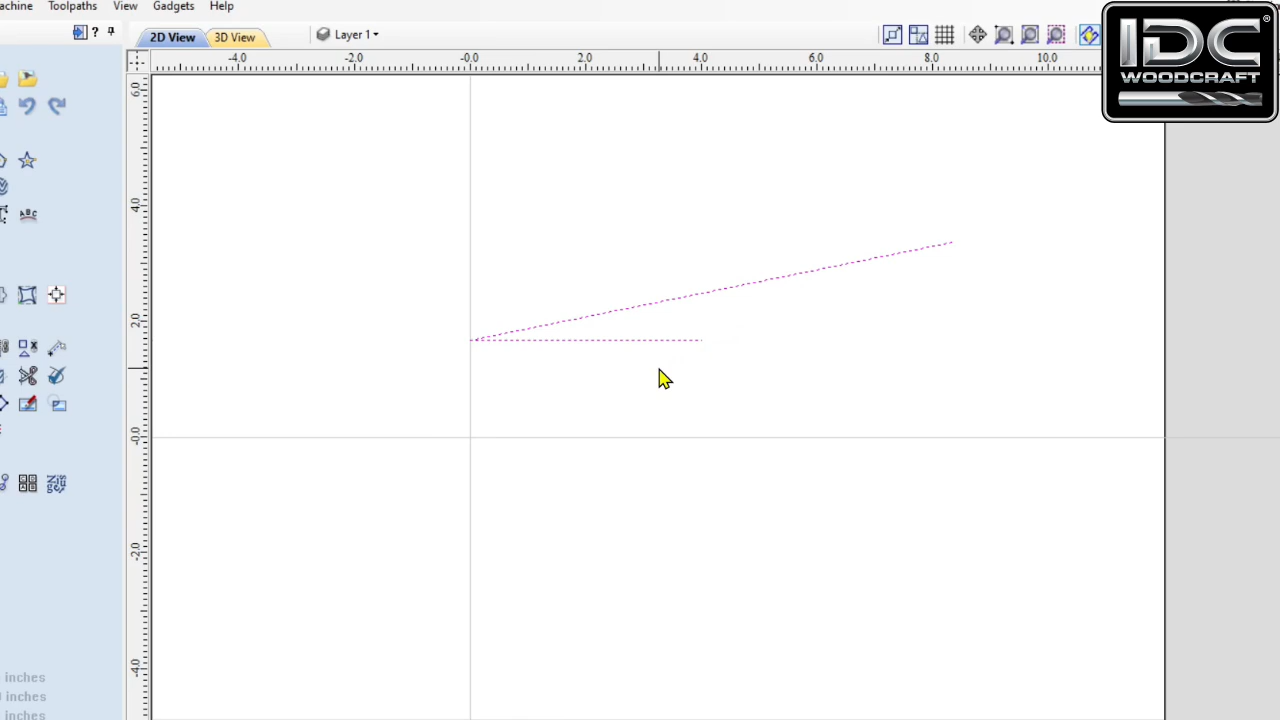 achine Toolpaths View Gadgets Help
2D View 3D View Layer 1
-4.0 -2.0 -0.0 2.0 4.0 6.0 8.0 10.0
6.0
4.0
2.0
-0.0
-2.0
-4.0
ABC
inches
inches
inches
IDC ®
WOODCRAFT